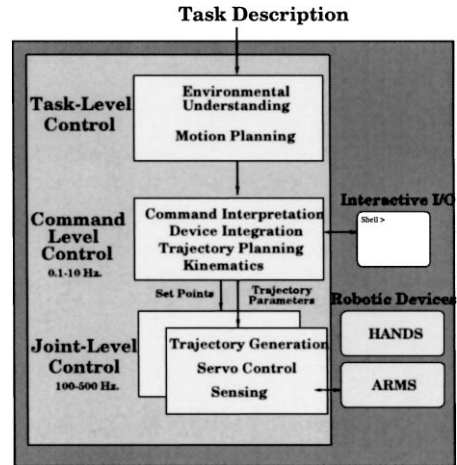 Task Description
Task-Level
Control
Environmental
Understanding
Motion Planning
Command
Level
Control
0.1-10 Hz.
Command Interpretation
Device Integration
Trajectory Planning
Kinematics
Interactive I/O
Shell >
Set Points
Trajectory
Parameters
Robotic Devices
Joint-Level
Control
100-500 Hz.
Trajectory Generation
Servo Control
Sensing
HANDS
ARMS